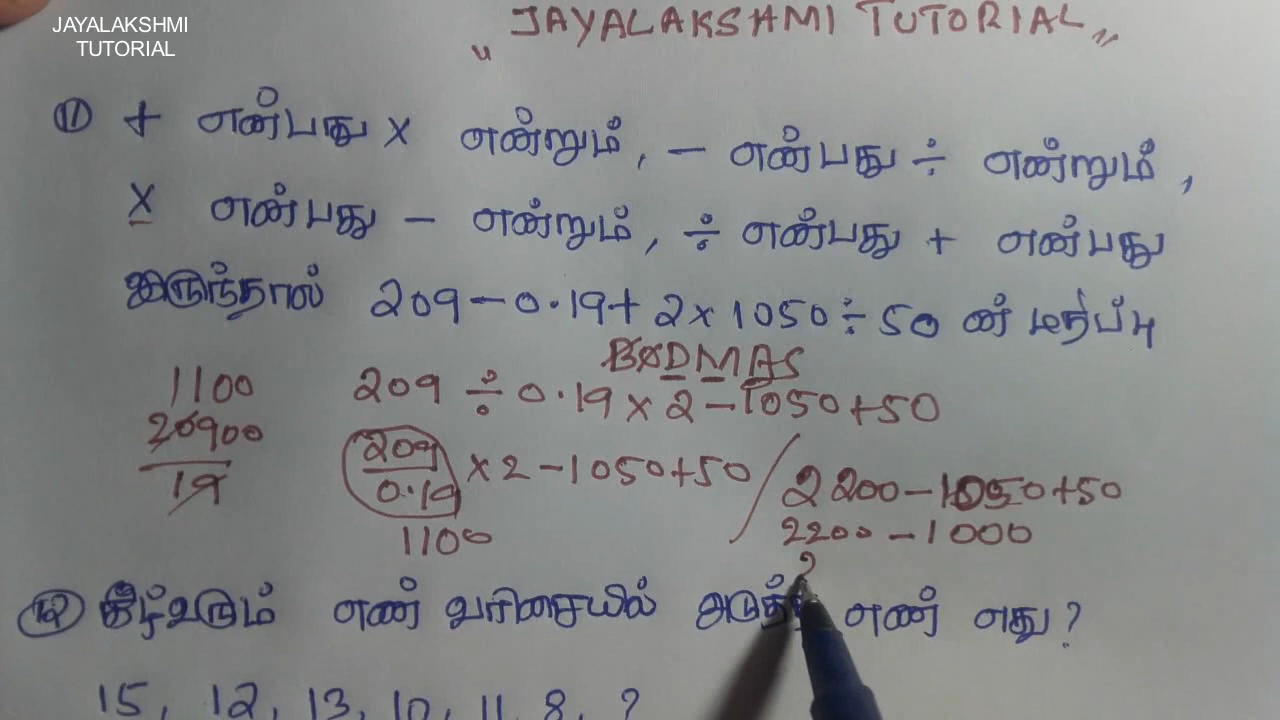 JAYALAKSHMI
TUTORIAL
"JAYALAKSHMI TUTORIAL"
11 + என்பது × என்றும், – என்பது ÷ என்றும்,
× என்பது – என்றும், ÷ என்பது + என்பது
இருந்தால் 209 – 0.19 + 2 × 1050 ÷ 50 ன் மதிப்பு
BODMAS
1100
209 ÷ 0.19 × 2 – 1050 + 50
20900
19
209
0.19
× 2 – 1050 + 50
1100
2200 – 1050 + 50
2200 – 1000
12 கீழ்வரும் எண் வரிசையில் எண் எது?
15, 12, 13, 10, 11, 8, ?